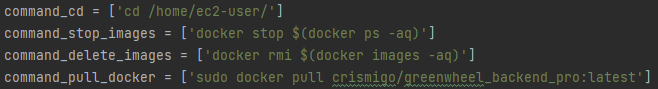 command_cd = ['cd /home/ec2-user/']
command_stop_images = ['docker stop $(docker ps -aq)']
command_delete_images = ['docker rmi $(docker images -aq)']
command_pull_docker = ['sudo docker pull crismigo/greenwheel_backend_pro:latest']